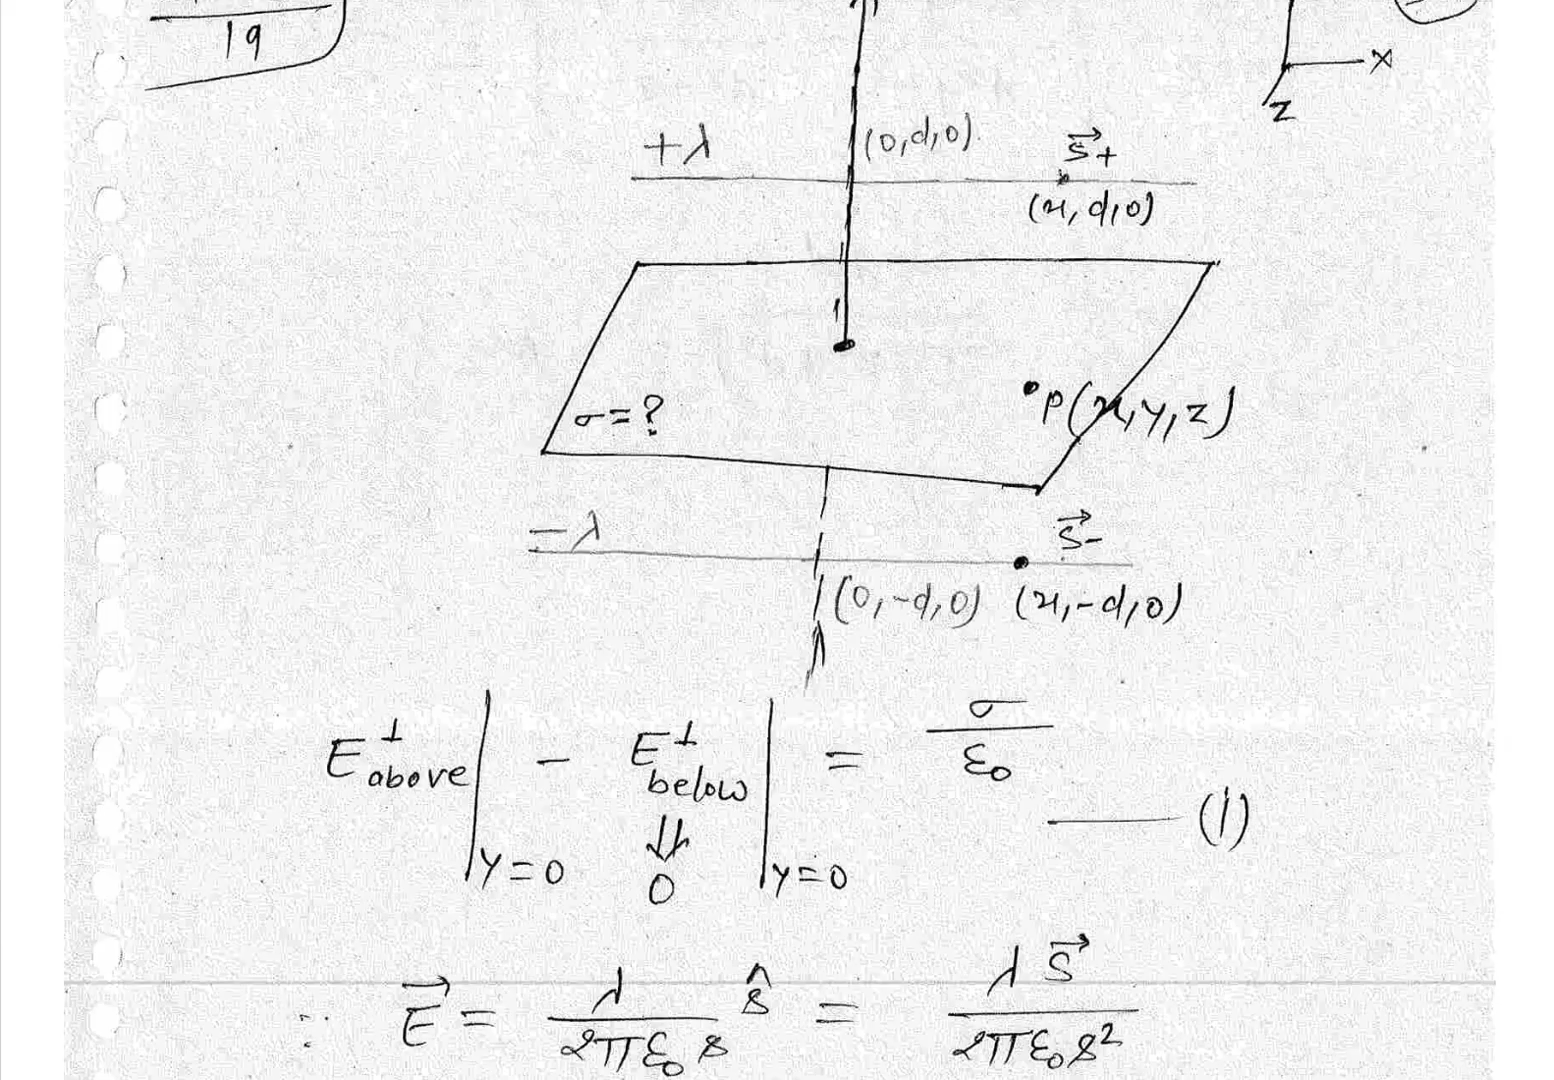 19
X
Z
+λ
(0,d,0).
S⃗+
(x,d,0)
σ=?
P(x,y,z)
-λ
S⃗-
(0,-d,0) (x,-d,0)
E⊥above|y=0 - E⊥below|y=0 = σ/ε0 —— (1)
⇓
0
∵ E⃗ = λ/2πε0s ŝ = λS⃗/2πε0s²